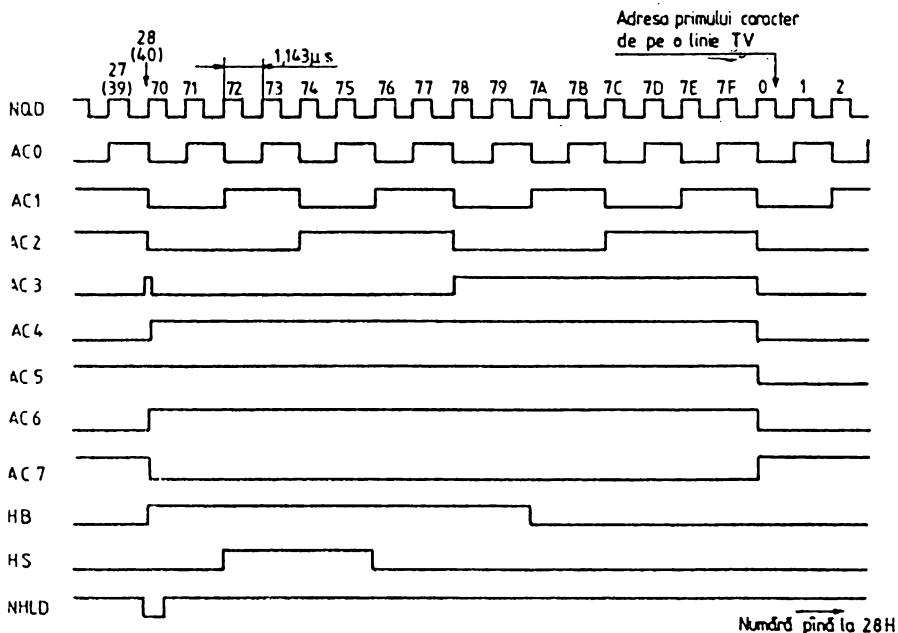 Adresa primului caracter
de pe o linie TV
28
(40)
1,143µs
27
(39)
70 71 72 73 74 75 76 77 78 79 7A 7B 7C 7D 7E 7F 0 1 2
NQD
AC0
AC1
AC2
AC3
AC4
AC5
AC6
AC7
HB
HS
NHLD
Numără pînă la 28H